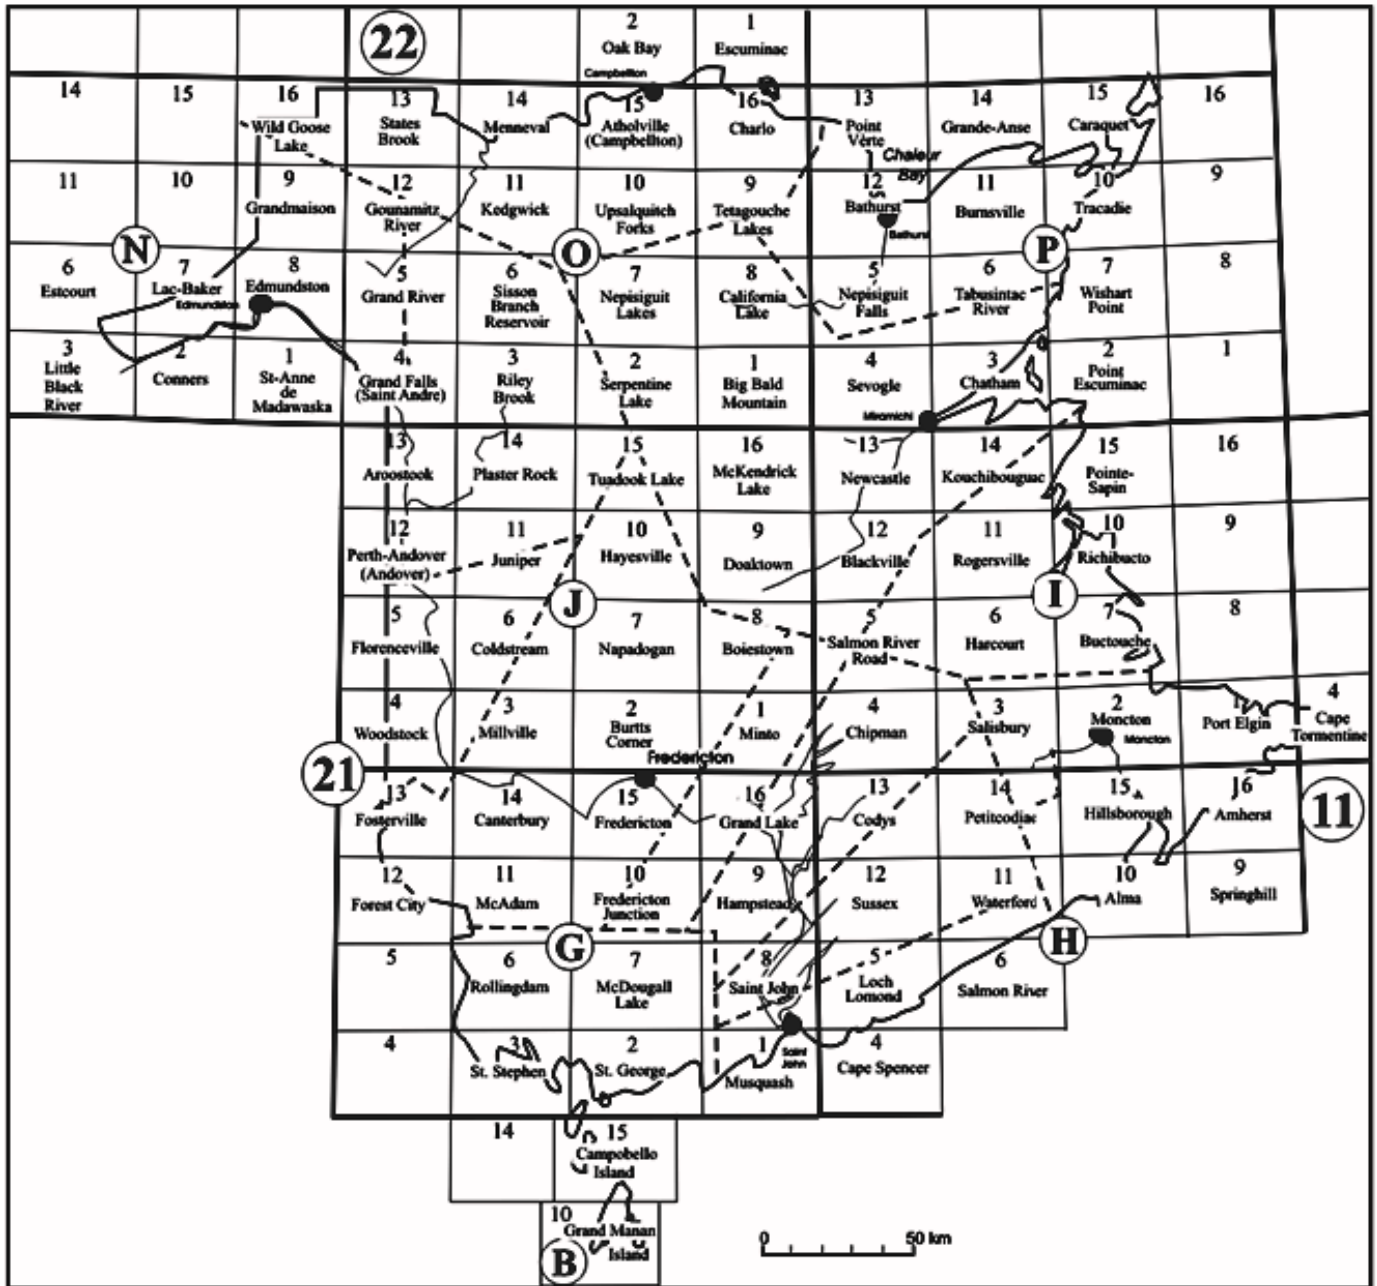 22
2
1
Oak Bay
Escuminac
Campbellton
14
15
16
13
14
15
16
13
14
15
16
Wild Goose
Lake
States
Brook
Menneval
Atholville
(Campbellton)
Charlo
Point
Verte
Grande-Anse
Caraquet
Chaleur
Bay
11
10
9
12
11
10
9
12
11
10
9
Grandmaison
Gounamitz
River
Kedgwick
Upsalquitch
Forks
Tetagouche
Lakes
Bathurst
Bathurst
Burnsville
Tracadie
N
O
P
6
7
8
5
6
7
8
5
6
7
8
Estcourt
Lac-Baker
Edmundston
Edmundston
Grand River
Sisson
Branch
Reservoir
Nepisiguit
Lakes
California
Lake
Nepisiguit
Falls
Tabusintac
River
Wishart
Point
3
2
1
4
3
2
1
4
3
2
1
Little
Black
River
Conners
St-Anne
de
Madawaska
Grand Falls
(Saint Andre)
Riley
Brook
Serpentine
Lake
Big Bald
Mountain
Sevogle
Chatham
Point
Escuminac
Miramichi
13
14
15
16
13
14
15
16
Aroostook
Plaster Rock
Tuadook Lake
McKendrick
Lake
Newcastle
Kouchibouguac
Pointe-
Sapin
12
11
10
9
12
11
10
9
Perth-Andover
(Andover)
Juniper
Hayesville
Doaktown
Blackville
Rogersville
Richibucto
J
I
5
6
7
8
5
6
7
8
Florenceville
Coldstream
Napadogan
Boiestown
Salmon River
Road
Harcourt
Buctouche
4
3
2
1
4
3
2
1
4
Woodstock
Millville
Burtts
Corner
Minto
Chipman
Salisbury
Moncton
Moncton
Port Elgin
Cape
Tormentine
Fredericton
21
11
13
14
15
16
13
14
15
16
Fosterville
Canterbury
Fredericton
Grand Lake
Codys
Petitcodiac
Hillsborough
Amherst
12
11
10
9
12
11
10
9
Forest City
McAdam
Fredericton
Junction
Hampstead
Sussex
Waterford
Alma
Springhill
G
H
5
6
7
8
5
6
Rollingdam
McDougall
Lake
Saint John
Loch
Lomond
Salmon River
4
3
2
1
4
St. Stephen
St. George
Musquash
Saint
John
Cape Spencer
14
15
Campobello
Island
10
Grand Manan
Island
B
0
50 km